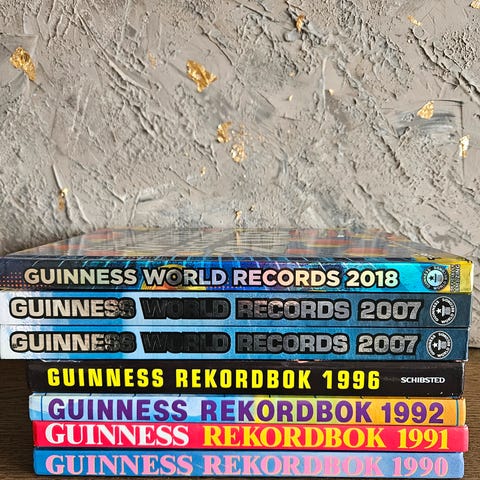 GUINNESS WORLD RECORDS 2018
GUINNESS WORLD RECORDS 2007
GUINNESS WORLD RECORDS 2007
GUINNESS REKORDBOK 1996 SCHIBSTED
GUINNESS REKORDBOK 1992
GUINNESS REKORDBOK 1991
GUINNESS REKORDBOK 1990